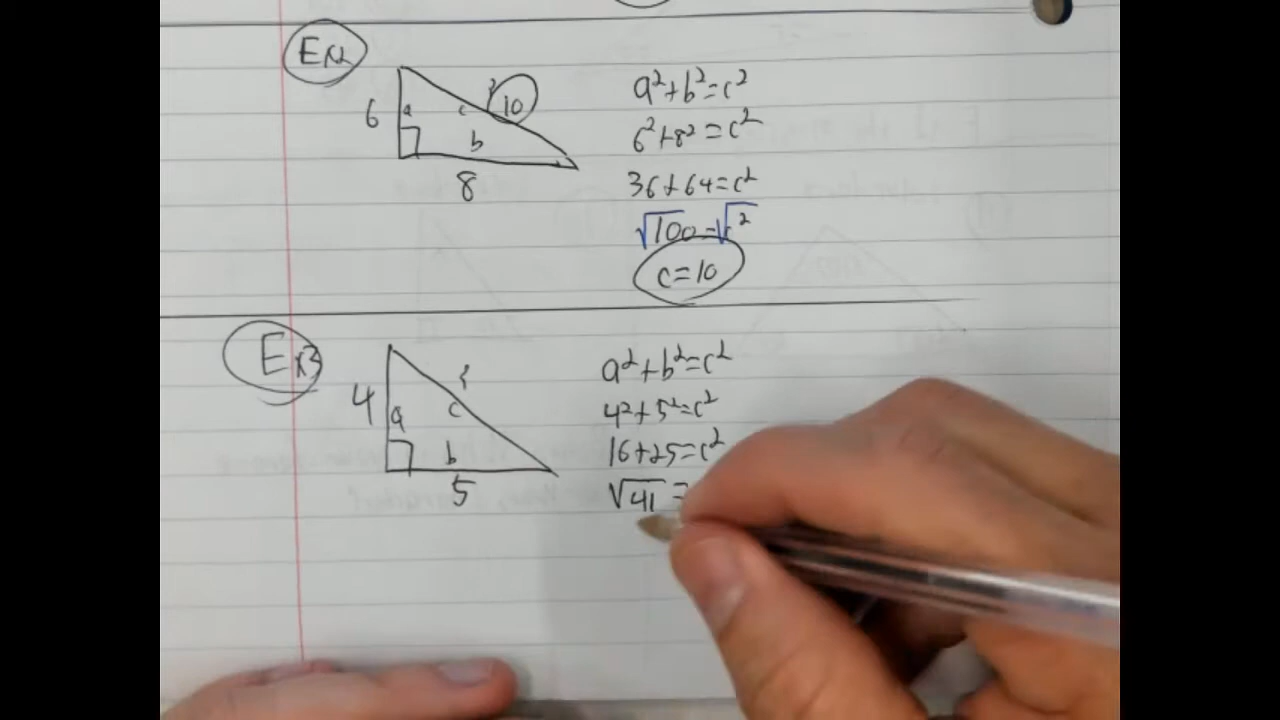 Ex2
6 a c ? 10
b
8
a²+b²=c²
6²+8²=c²
36+64=c²
√100=√c²
c=10
Ex3
4 a c ?
b
5
a²+b²=c²
4²+5²=c²
16+25=c²
√41=